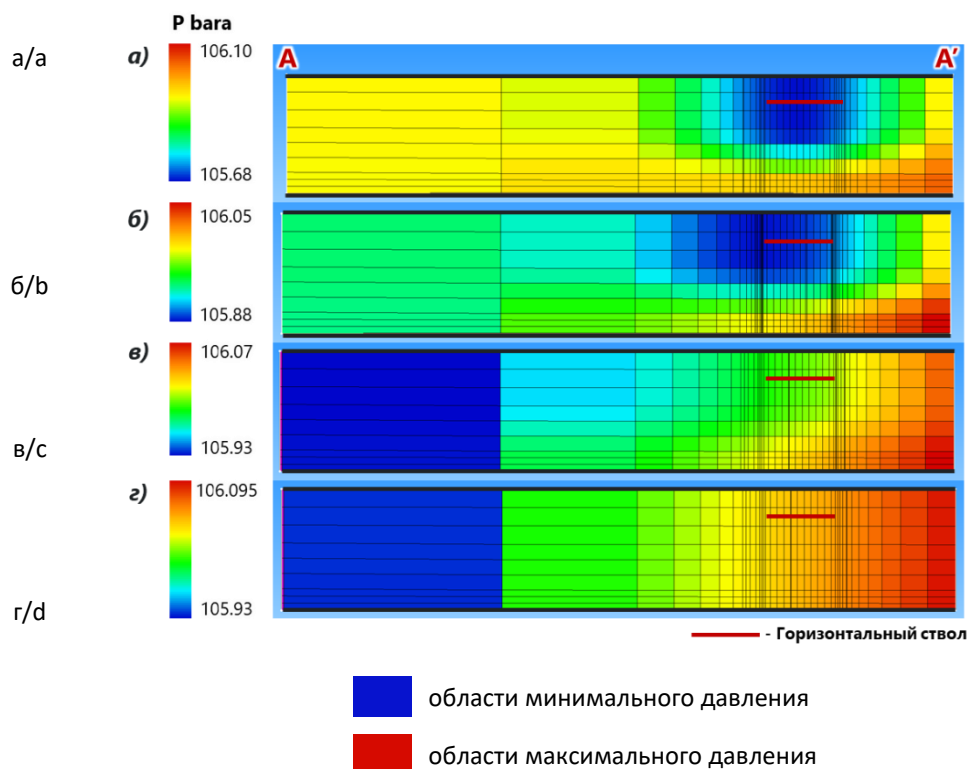 P bara
а/a
а)
106.10
105.68
A
A’
б/b
б)
106.05
105.88
в/c
в)
106.07
105.93
г/d
г)
106.095
105.93
- Горизонтальный ствол
области минимального давления
области максимального давления